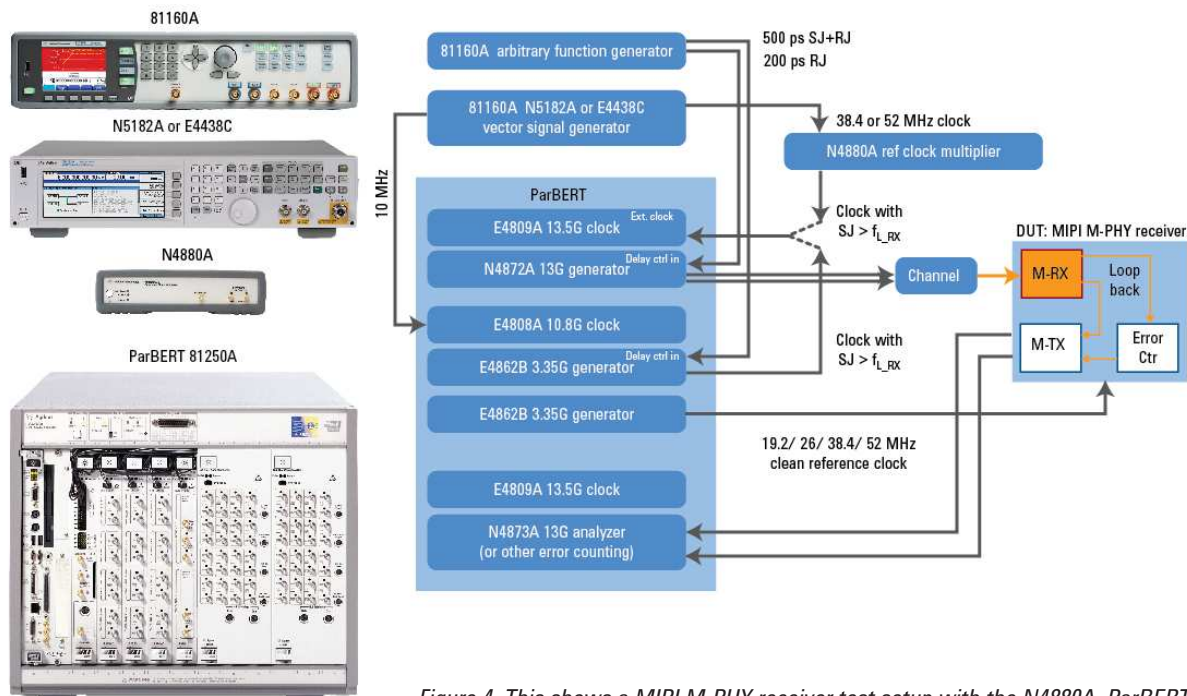 81160A
N5182A or E4438C
N4880A
ParBERT 81250A
81160A arbitrary function generator
500 ps SJ+RJ
200 ps RJ
81160A N5182A or E4438C
vector signal generator
38.4 or 52 MHz clock
N4880A ref clock multiplier
10 MHz
ParBERT
E4809A 13.5G clock
Ext. clock
Clock with
SJ > fL_RX
N4872A 13G generator
Delay ctrl in
Channel
DUT: MIPI M-PHY receiver
M-RX
Loop
back
M-TX
Error
Ctr
E4808A 10.8G clock
E4862B 3.35G generator
Delay ctrl in
Clock with
SJ > fL_RX
E4862B 3.35G generator
19.2/ 26/ 38.4/ 52 MHz
clean reference clock
E4809A 13.5G clock
N4873A 13G analyzer
(or other error counting)
Figure 4. This shows a MIPI M-PHY receiver test setup with the N4880A, ParBERT